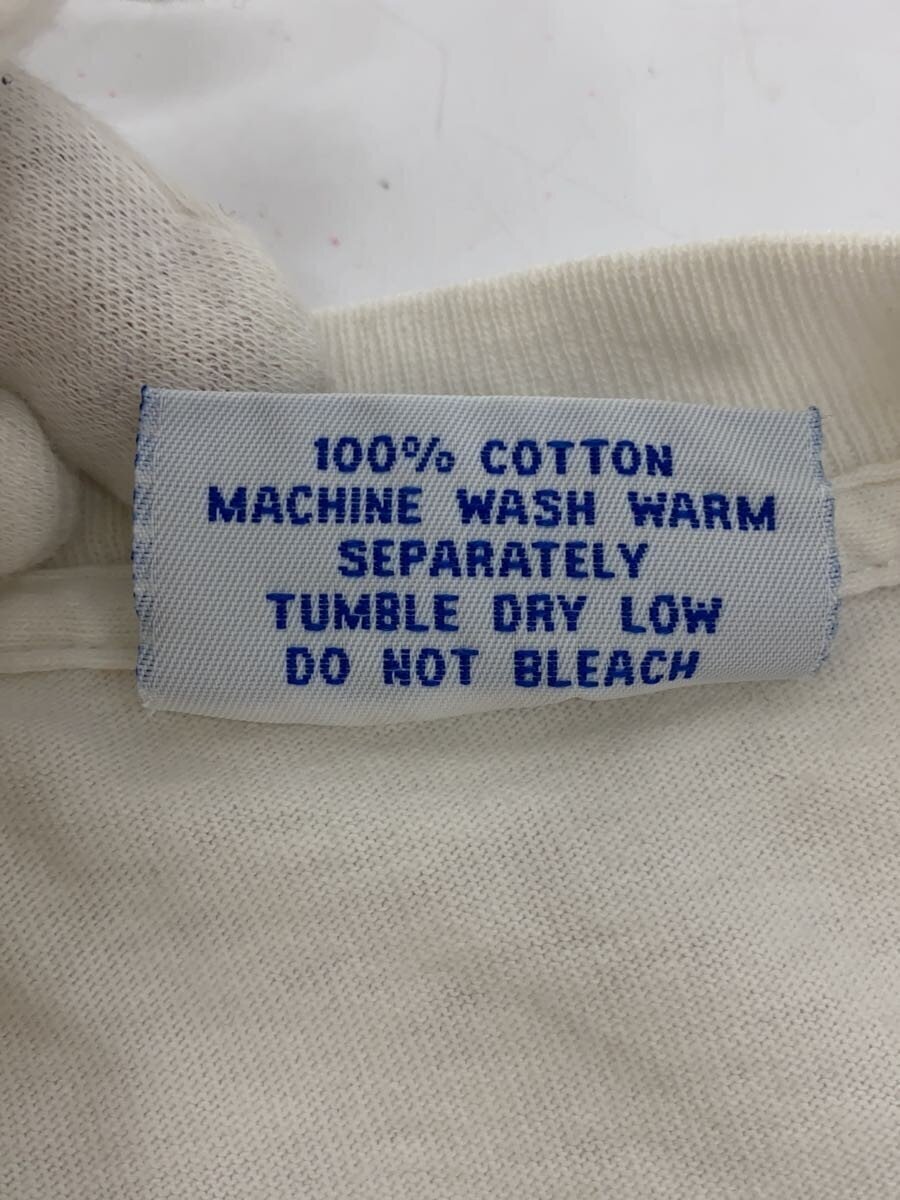 100% COTTON
MACHINE WASH WARM
SEPARATELY
TUMBLE DRY LOW
DO NOT BLEACH